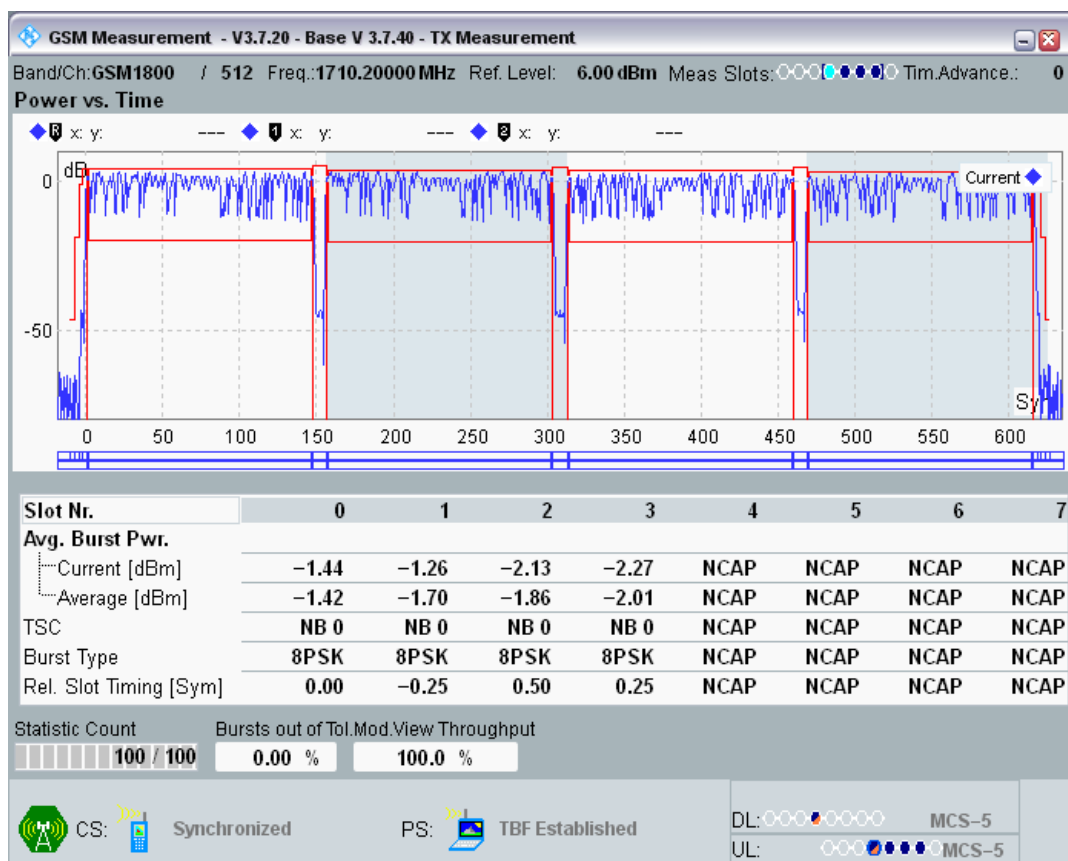 GSM Measurement - V3.7.20 - Base V 3.7.40 - TX Measurement
Band/Ch:GSM1800 / 512 Freq.:1710.20000 MHz Ref. Level: 6.00 dBm Meas Slots: Tim.Advance.: 0
Power vs. Time
R x: y: --- 1 x: y: --- 2 x: y: ---
dB
Current
0
-50
Sy
0 50 100 150 200 250 300 350 400 450 500 550 600
Slot Nr. 0 1 2 3 4 5 6 7
Avg. Burst Pwr.
Current [dBm] −1.44 −1.26 −2.13 −2.27 NCAP NCAP NCAP NCAP
Average [dBm] −1.42 −1.70 −1.86 −2.01 NCAP NCAP NCAP NCAP
TSC NB 0 NB 0 NB 0 NB 0 NCAP NCAP NCAP NCAP
Burst Type 8PSK 8PSK 8PSK 8PSK NCAP NCAP NCAP NCAP
Rel. Slot Timing [Sym] 0.00 −0.25 0.50 0.25 NCAP NCAP NCAP NCAP
Statistic Count Bursts out of Tol.Mod.View Throughput
100 / 100 0.00 % 100.0 %
CS: Synchronized PS: TBF Established
DL: MCS−5
UL: MCS−5